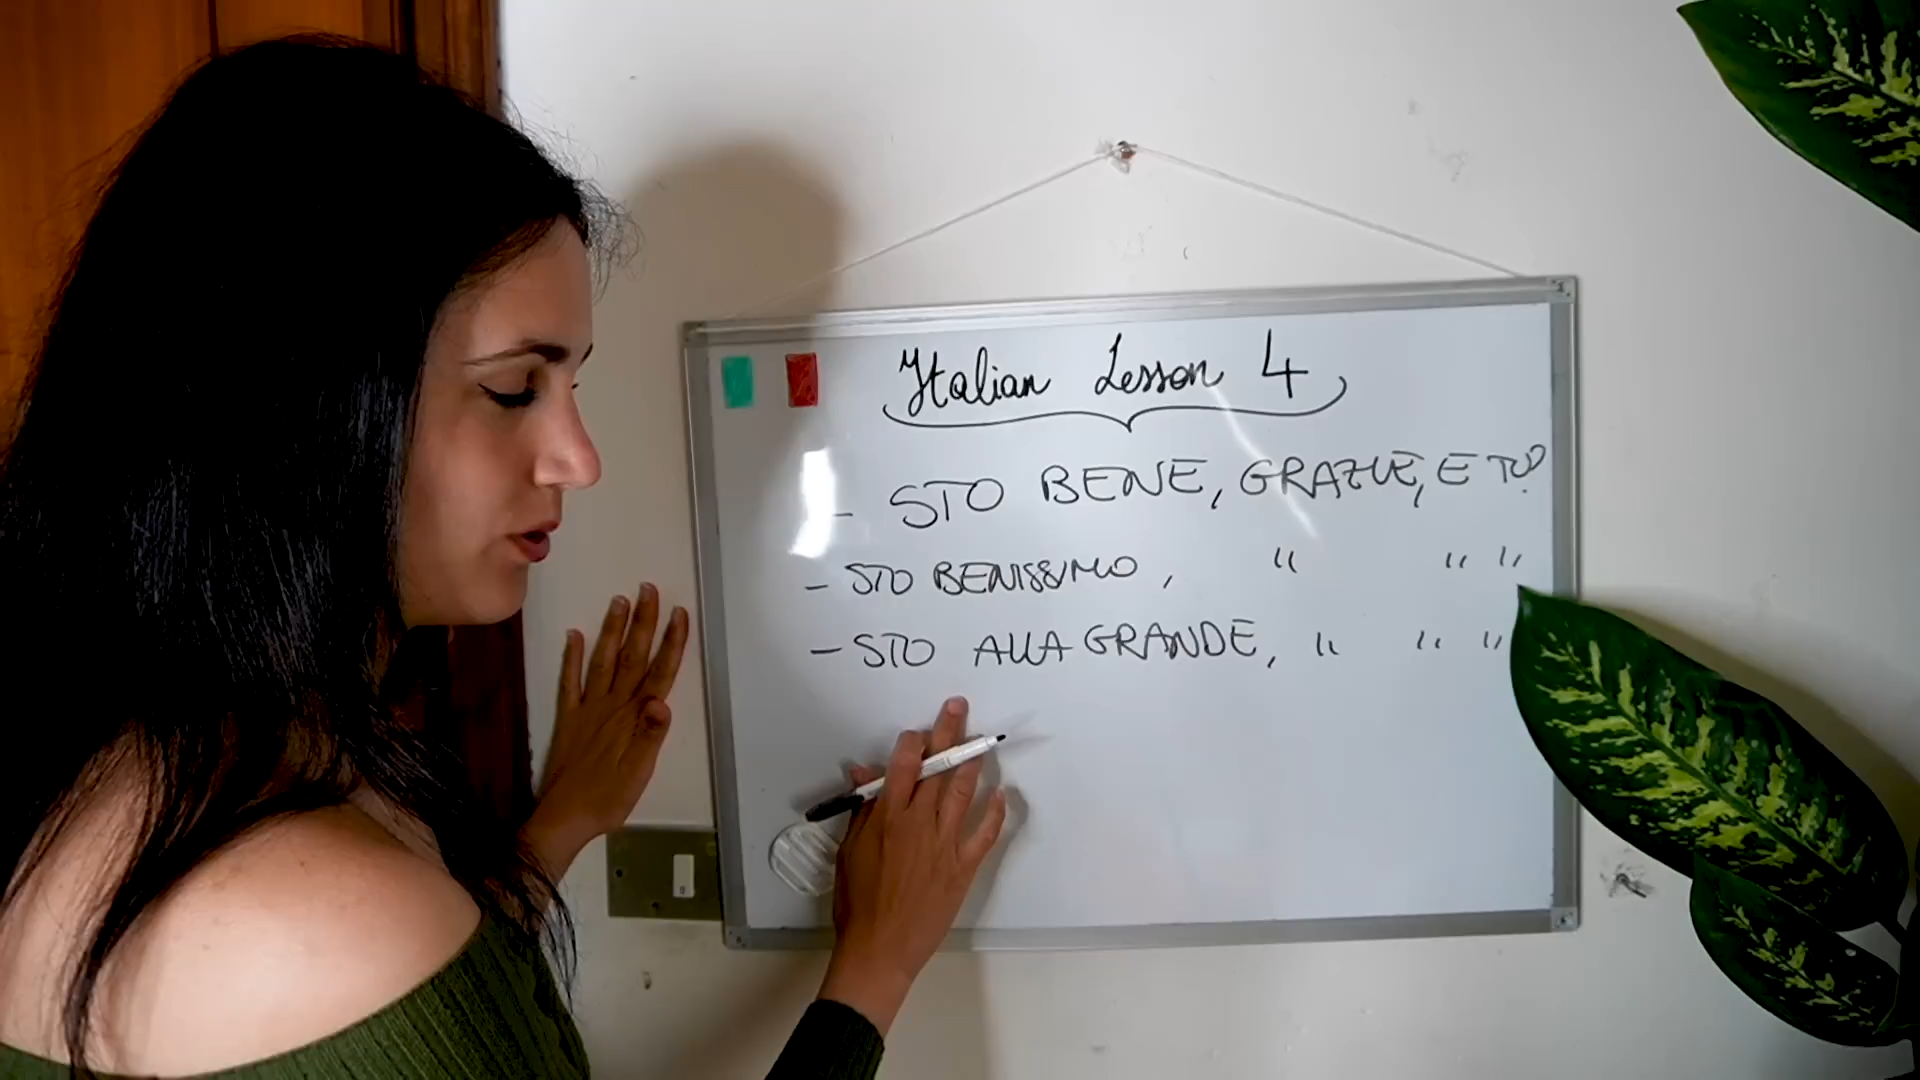 Italian Lesson 4
- STO BENE, GRAZIE, E TU?
- STO BENISSIMO, " " "
- STO ALLA GRANDE, " " "